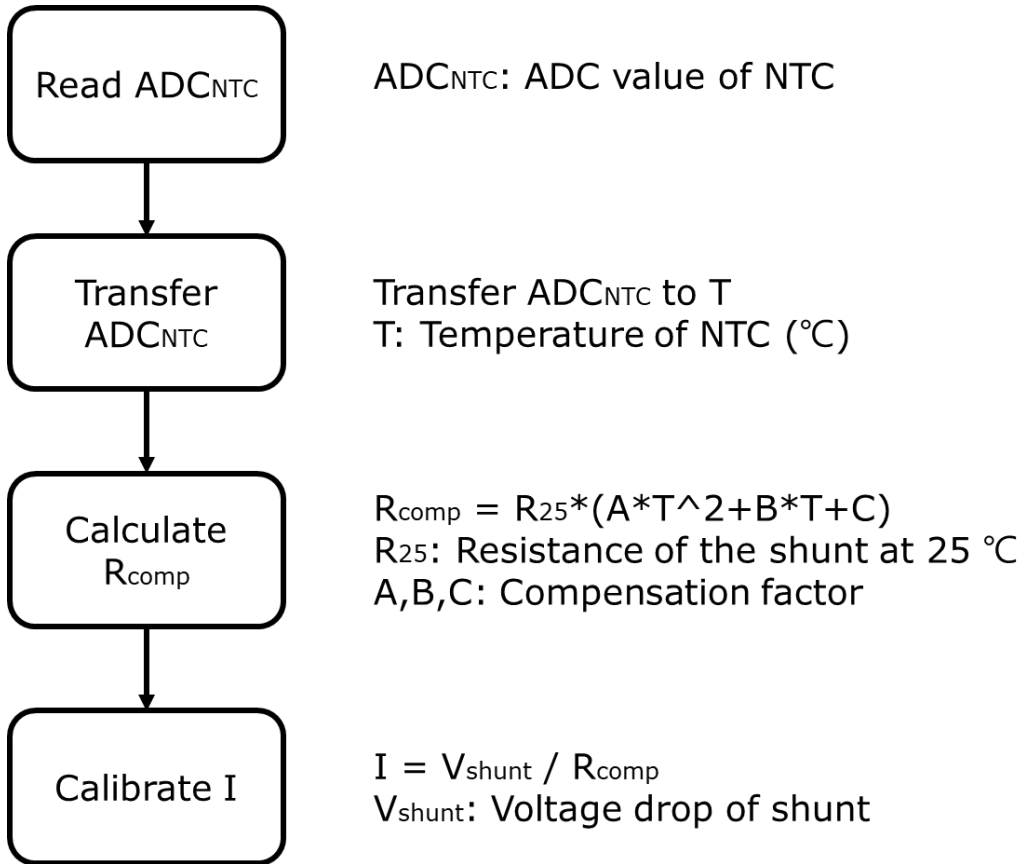 Read ADCNTC
ADCNTC: ADC value of NTC
Transfer
ADCNTC
Transfer ADCNTC to T
T: Temperature of NTC (℃)
Calculate
Rcomp
Rcomp = R25*(A*T^2+B*T+C)
R25: Resistance of the shunt at 25 ℃
A,B,C: Compensation factor
Calibrate I
I = Vshunt / Rcomp
Vshunt: Voltage drop of shunt